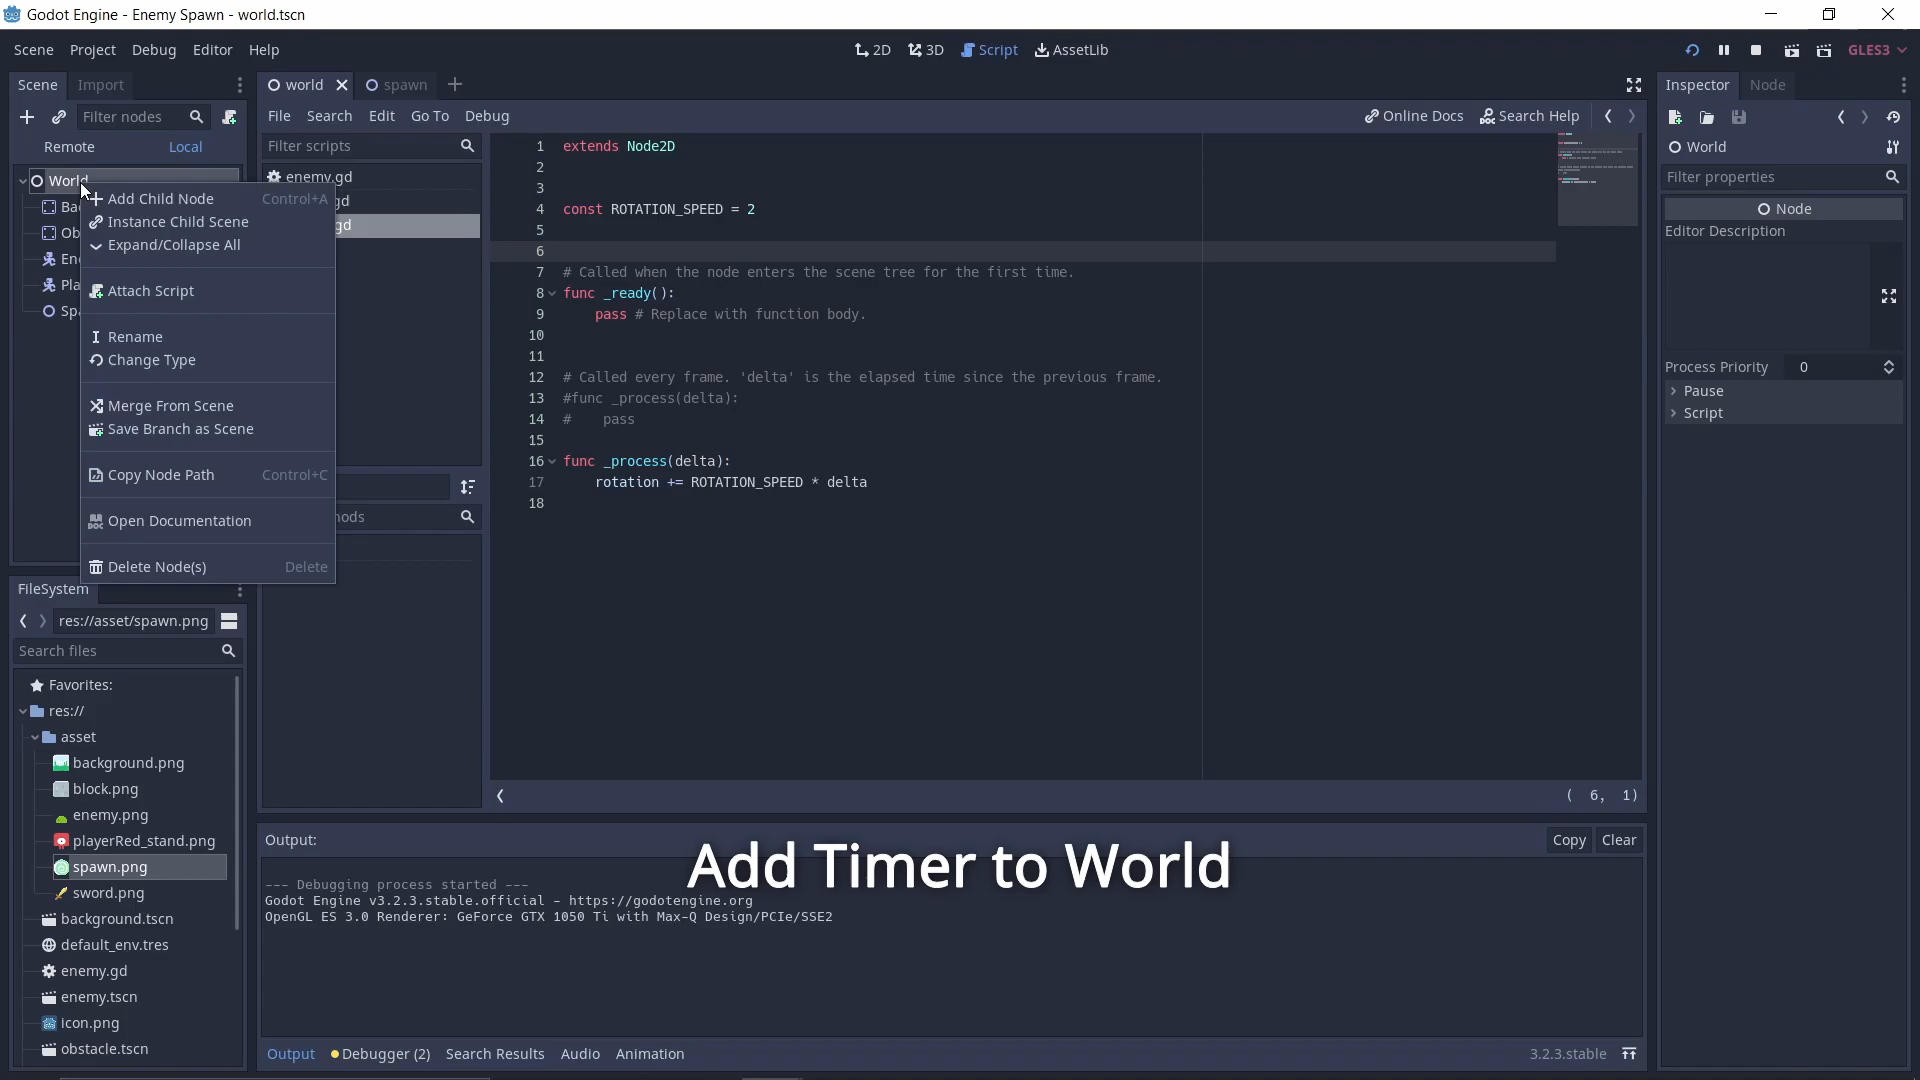 Godot Engine - Enemy Spawn - world.tscn
Scene Project Debug Editor Help
2D 3D Script AssetLib
GLES3
Scene Import
world spawn
Inspector Node
Filter nodes
File Search Edit Go To Debug
Online Docs Search Help
Remote Local
Filter scripts
World
Filter properties
Node
Editor Description
Process Priority 0
Pause
Script
World
Add Child Node Control+A
Instance Child Scene
Expand/Collapse All
Attach Script
Rename
Change Type
Merge From Scene
Save Branch as Scene
Copy Node Path Control+C
Open Documentation
Delete Node(s) Delete
enemy.gd
1 extends Node2D
2
3
4 const ROTATION_SPEED = 2
5
6
7 # Called when the node enters the scene tree for the first time.
8 func _ready():
9 pass # Replace with function body.
10
11
12 # Called every frame. 'delta' is the elapsed time since the previous frame.
13 #func _process(delta):
14 # pass
15
16 func _process(delta):
17 rotation += ROTATION_SPEED * delta
18
( 6, 1)
FileSystem
res://asset/spawn.png
Search files
Favorites:
res://
asset
background.png
block.png
enemy.png
playerRed_stand.png
spawn.png
sword.png
background.tscn
default_env.tres
enemy.gd
enemy.tscn
icon.png
obstacle.tscn
Output:
Copy Clear
Add Timer to World
--- Debugging process started ---
Godot Engine v3.2.3.stable.official - https://godotengine.org
OpenGL ES 3.0 Renderer: GeForce GTX 1050 Ti with Max-Q Design/PCIe/SSE2
Output Debugger (2) Search Results Audio Animation
3.2.3.stable